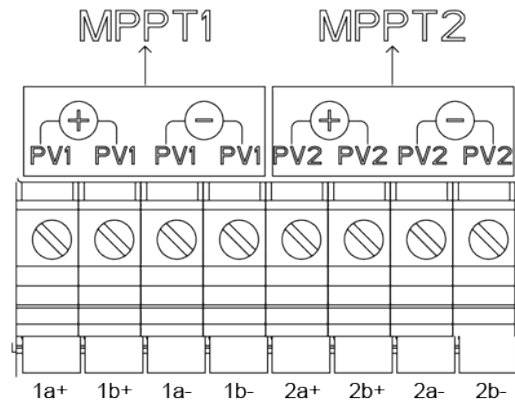 MPPT1 MPPT2
+ - + -
PV1 PV1 PV1 PV1 PV2 PV2 PV2 PV2
1a+ 1b+ 1a- 1b- 2a+ 2b+ 2a- 2b-